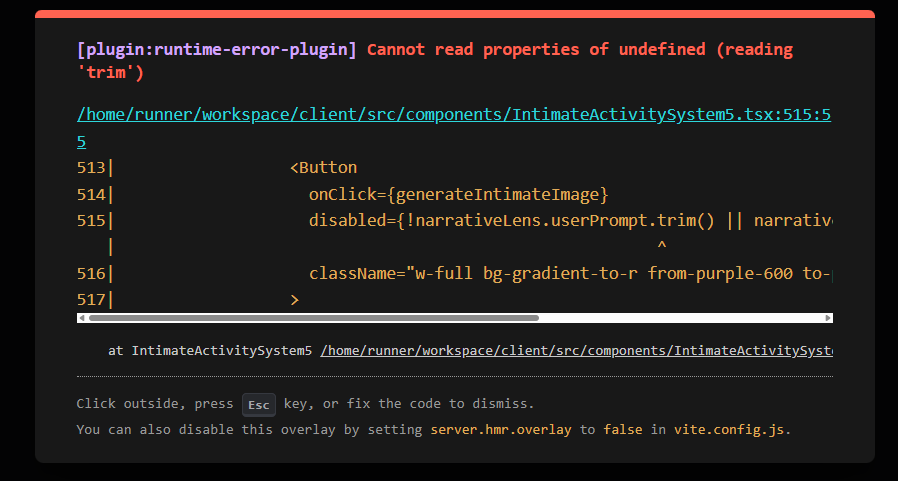 [plugin:runtime-error-plugin] Cannot read properties of undefined (reading
'trim')
/home/runner/workspace/client/src/components/IntimateActivitySystem5.tsx:515:5
5
513|                   <Button
514|                     onClick={generateIntimateImage}
515|                     disabled={!narrativeLens.userPrompt.trim() || narrative
   |                                                         ^
516|                     className="w-full bg-gradient-to-r from-purple-600 to-
517|                   >
at IntimateActivitySystem5 /home/runner/workspace/client/src/components/IntimateActivitySyste
Click outside, press Esc key, or fix the code to dismiss.
You can also disable this overlay by setting server.hmr.overlay to false in vite.config.js.